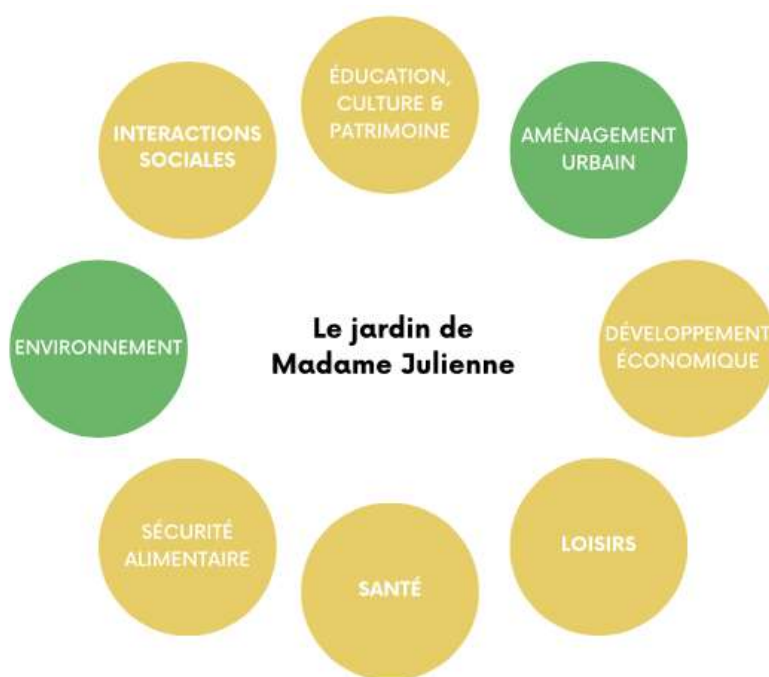 ÉDUCATION,
CULTURE &
PATRIMOINE
INTERACTIONS
SOCIALES
AMÉNAGEMENT
URBAIN
ENVIRONNEMENT
Le jardin de
Madame Julienne
DÉVELOPPEMENT
ÉCONOMIQUE
SÉCURITÉ
ALIMENTAIRE
SANTÉ
LOISIRS